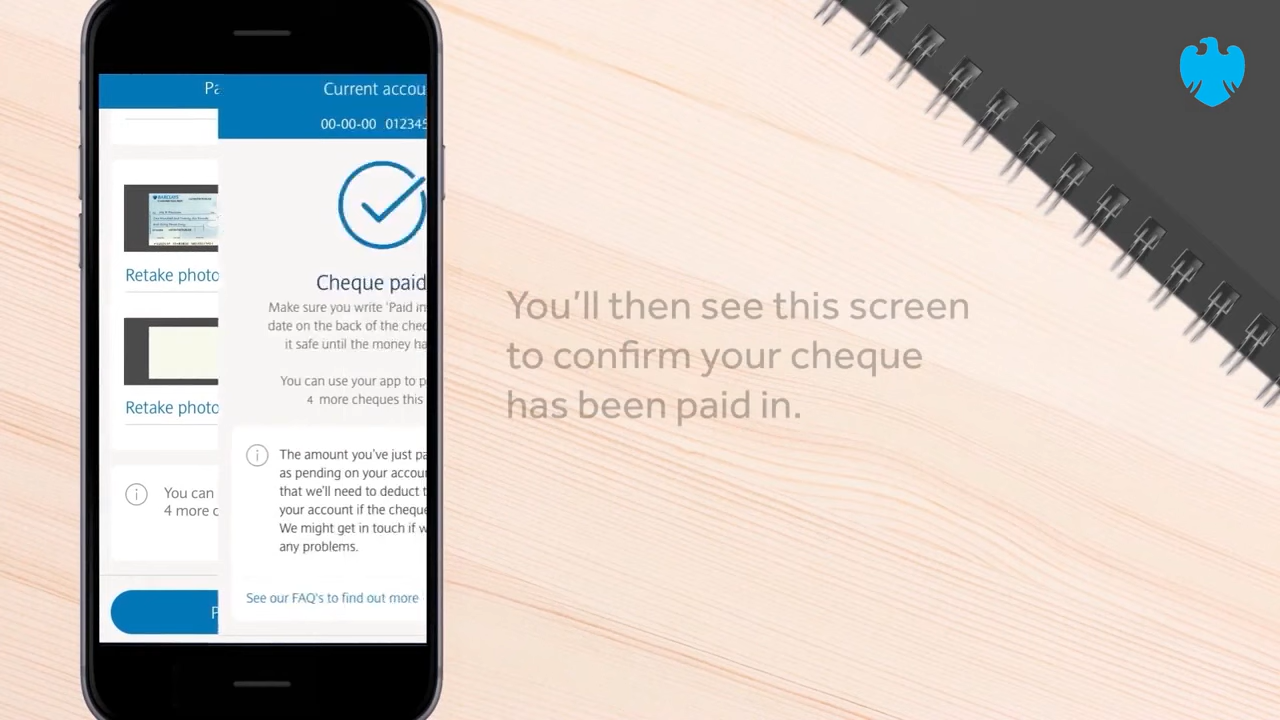 Pa
Current accou
00-00-00 012345
BARCLAYS
Retake photo
Retake photo
You can
4 more c
P
Cheque paid
Make sure you write 'Paid in
date on the back of the chec
it safe until the money ha
You can use your app to p
4 more cheques this
The amount you've just pa
as pending on your accou
that we'll need to deduct t
your account if the cheque
We might get in touch if w
any problems.
See our FAQ's to find out more
You'll then see this screen
to confirm your cheque
has been paid in.